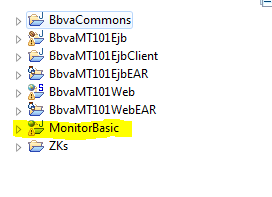 BbvaCommons
BbvaMT101Ejb
BbvaMT101EjbClient
BbvaMT101EjbEAR
BbvaMT101Web
BbvaMT101WebEAR
MonitorBasic
ZKs